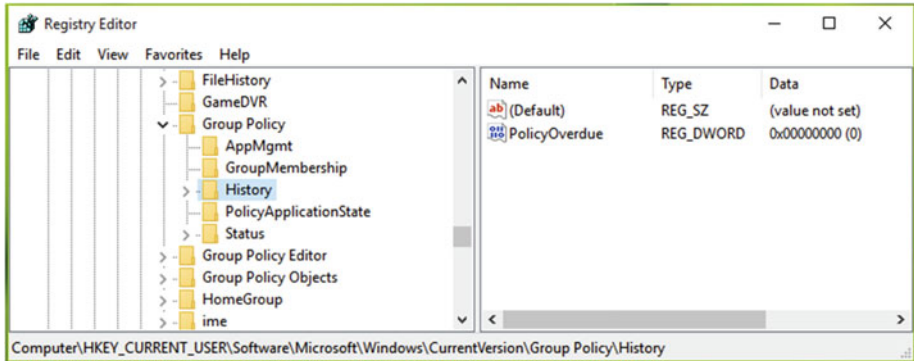 Registry Editor
File Edit View Favorites Help
FileHistory
GameDVR
Group Policy
AppMgmt
GroupMembership
History
PolicyApplicationState
Status
Group Policy Editor
Group Policy Objects
HomeGroup
ime
Name Type Data
(Default) REG_SZ (value not set)
PolicyOverdue REG_DWORD 0x00000000 (0)
Computer\HKEY_CURRENT_USER\Software\Microsoft\Windows\CurrentVersion\Group Policy\History